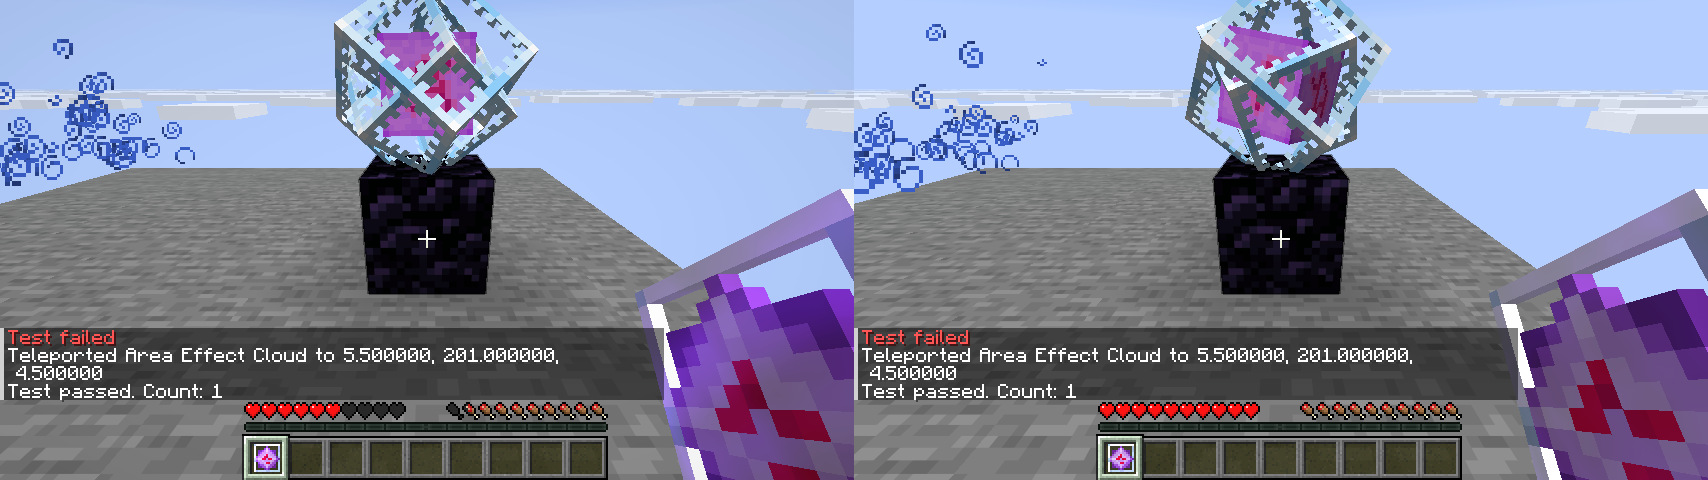 Test failed
Teleported Area Effect Cloud to 5.500000, 201.000000,
4.500000
Test passed. Count: 1
Test failed
Teleported Area Effect Cloud to 5.500000, 201.000000,
4.500000
Test passed. Count: 1